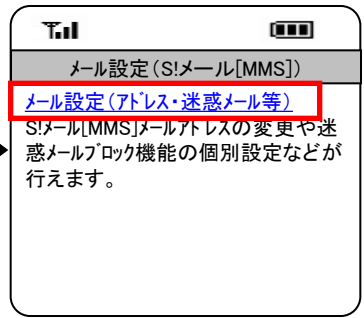 メール設定(S!メール[MMS])
メール設定(アドレス・迷惑メール等)
S!メール[MMS]メールアドレスの変更や迷
惑メールブロック機能の個別設定などが
行えます。